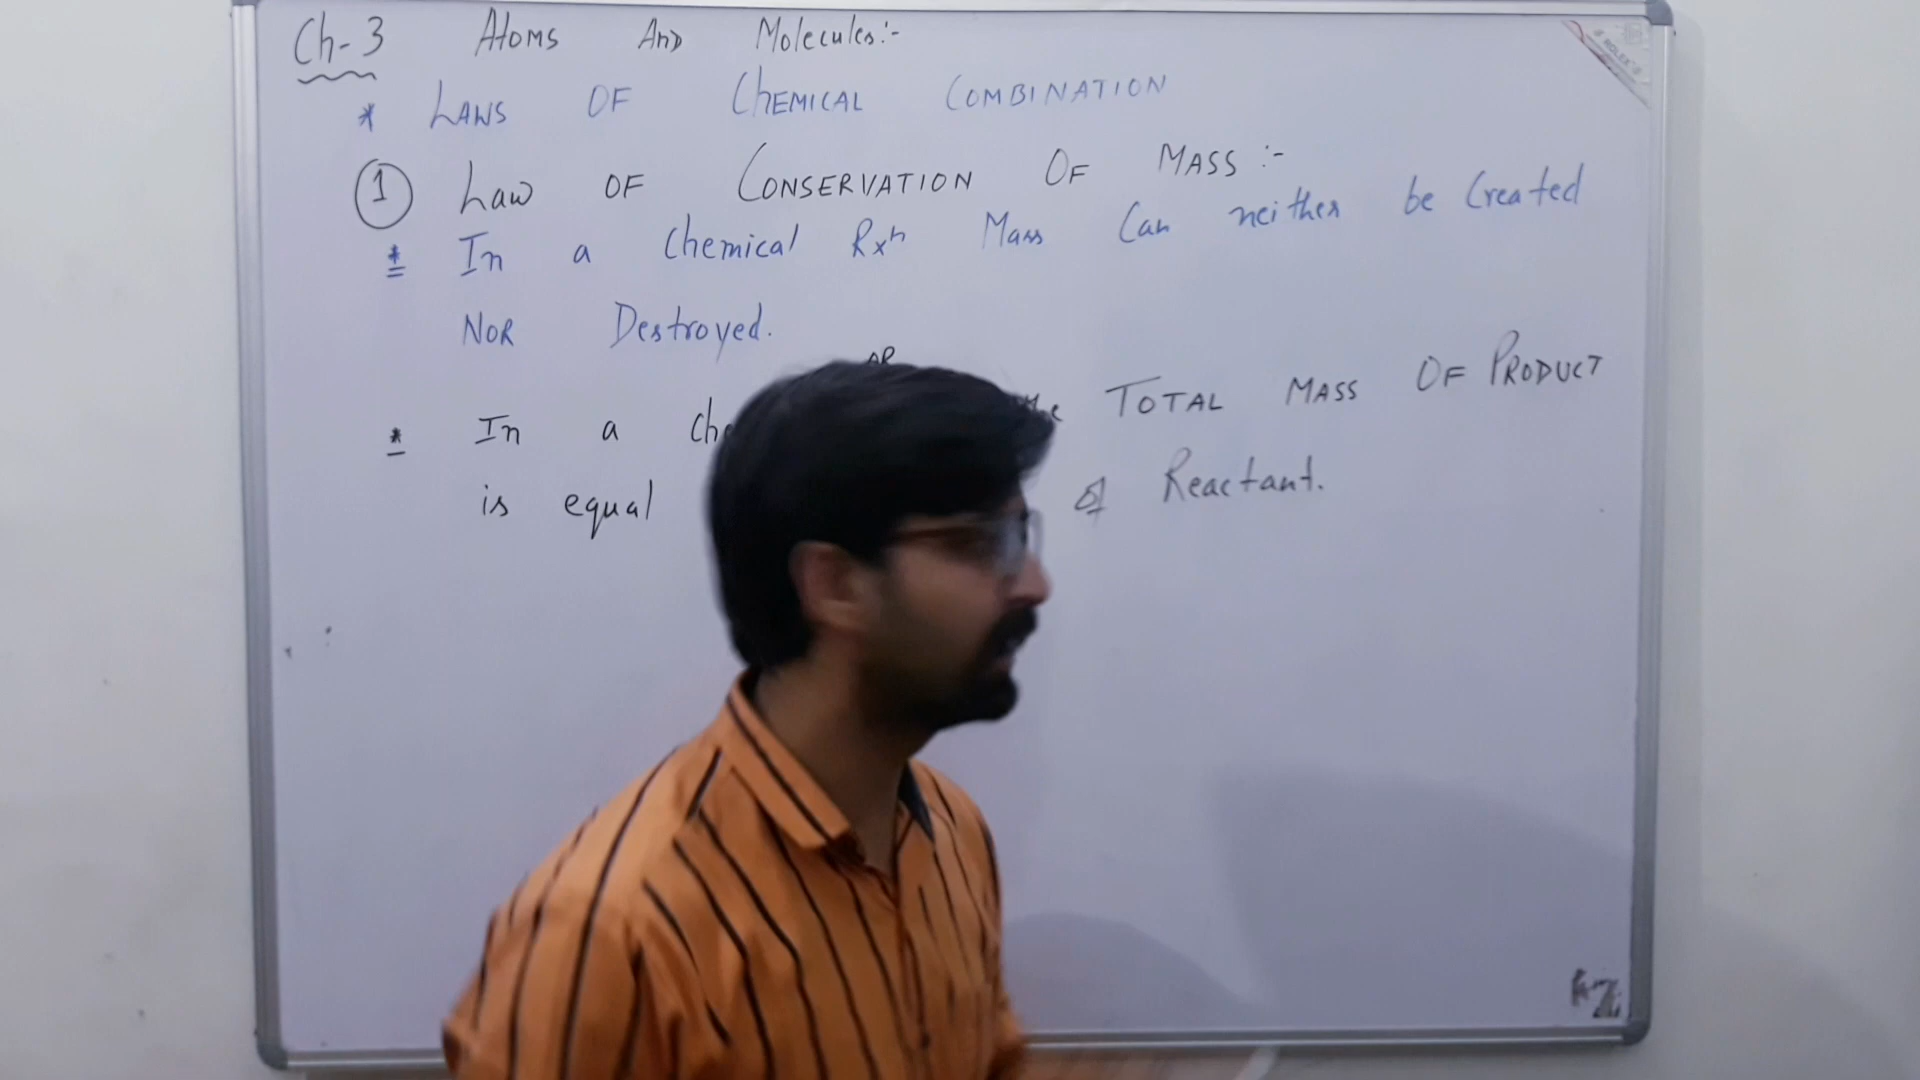 Ch-3 Atoms And Molecules:-
* LAWS OF CHEMICAL COMBINATION
1 Law OF CONSERVATION OF MASS :-
* In a Chemical Rxn Mass Can neither be Created
NOR Destroyed.
OR
* In a TOTAL MASS OF PRODUCT
is equal of Reactant.